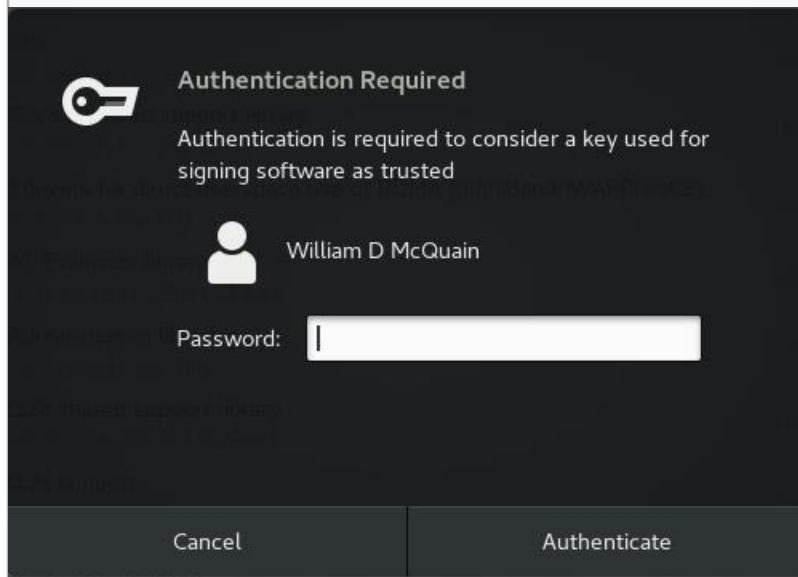 Authentication Required
Authentication is required to consider a key used for
signing software as trusted
William D McQuain
Password:
Cancel
Authenticate